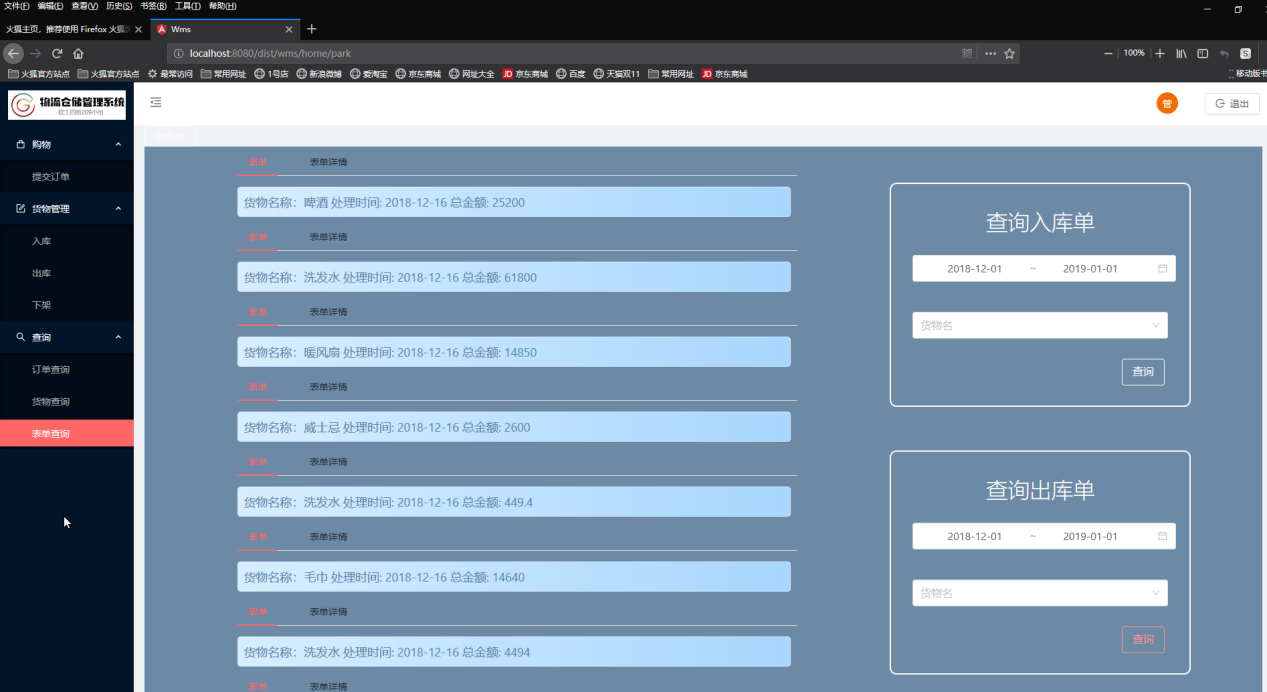 文件(F) 编辑(E) 查看(V) 历史(S) 书签(B) 工具(T) 帮助(H)
火狐主页，推荐使用 Firefox 火狐
Wms
localhost:8080/dist/wms/home/park
100%
火狐官方站点 火狐官方站点 最常访问 常用网址 1号店 新浪微博 爱淘宝 京东商城 网址大全 JD 京东商城 百度 天猫双11 常用网址 JD 京东商城 移动版书
物流仓储管理系统
管 退出
Default
购物
提交订单
货物管理
入库
出库
下架
查询
订单查询
货物查询
表单查询
表单 表单详情
货物名称：啤酒 处理时间: 2018-12-16 总金额: 25200
表单 表单详情
货物名称：洗发水 处理时间: 2018-12-16 总金额: 61800
表单 表单详情
货物名称：暖风扇 处理时间: 2018-12-16 总金额: 14850
表单 表单详情
货物名称：威士忌 处理时间: 2018-12-16 总金额: 2600
表单 表单详情
货物名称：洗发水 处理时间: 2018-12-16 总金额: 449.4
表单 表单详情
货物名称：毛巾 处理时间: 2018-12-16 总金额: 14640
表单 表单详情
货物名称：洗发水 处理时间: 2018-12-16 总金额: 4494
表单 表单详情
查询入库单
2018-12-01 ~ 2019-01-01
货物名
查询
查询出库单
2018-12-01 ~ 2019-01-01
货物名
查询